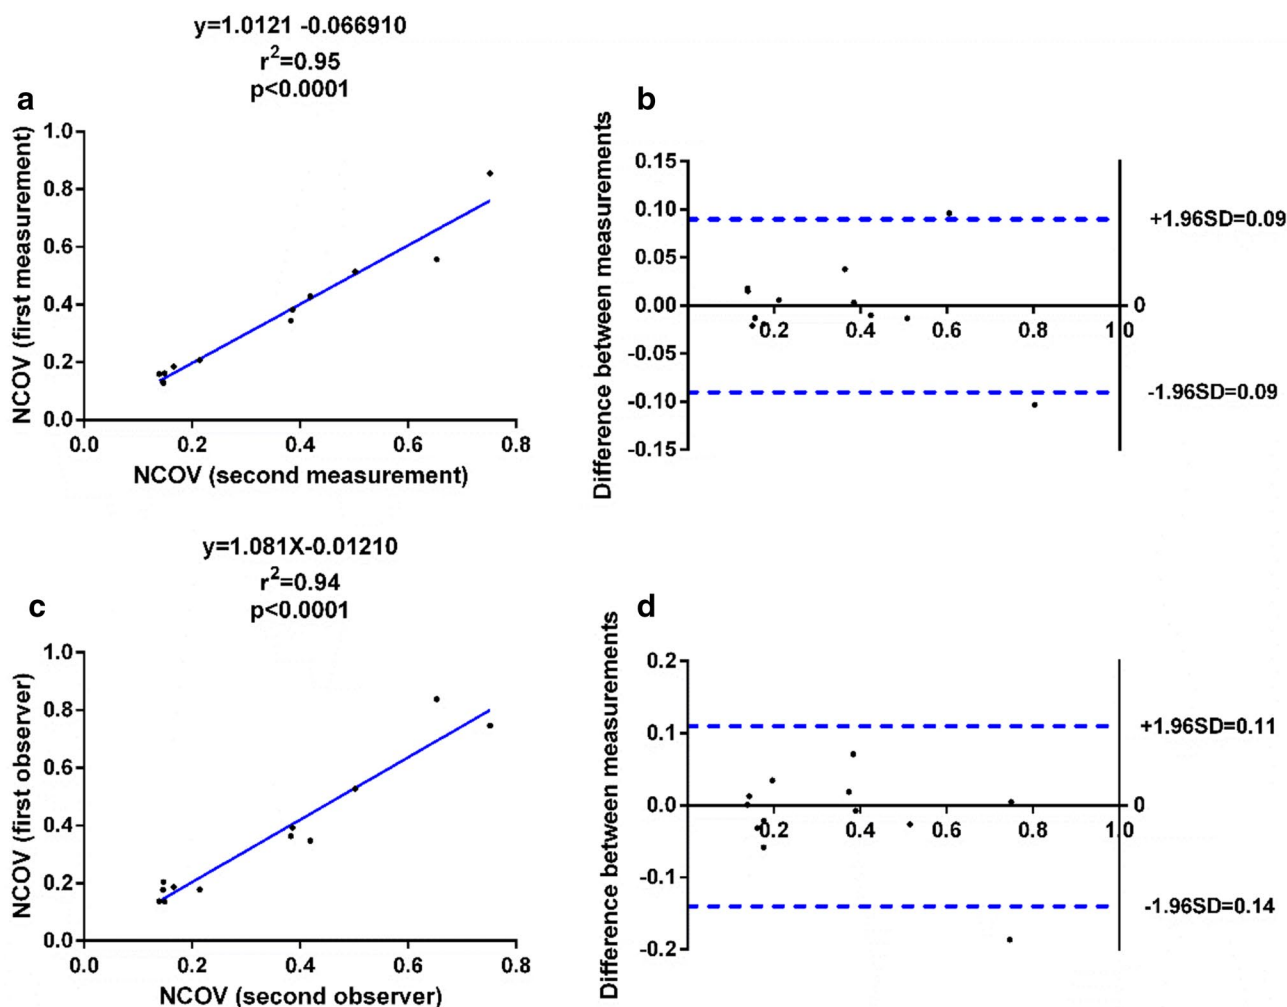 y=1.0121 -0.066910
r2=0.95
p<0.0001
a
NCOV (first measurement)
1.0
0.8
0.6
0.4
0.2
0.0
0.0 0.2 0.4 0.6 0.8
NCOV (second measurement)
b
Difference between measurements
0.15
0.10
0.05
0.00
-0.05
-0.10
-0.15
0.2 0.4 0.6 0.8 1.0
+1.96SD=0.09
0
-1.96SD=0.09
y=1.081X-0.01210
r2=0.94
p<0.0001
c
NCOV (first observer)
1.0
0.8
0.6
0.4
0.2
0.0
0.0 0.2 0.4 0.6 0.8
NCOV (second observer)
d
Difference between measurements
0.2
0.1
0.0
-0.1
-0.2
0.2 0.4 0.6 0.8 1.0
+1.96SD=0.11
0
-1.96SD=0.14